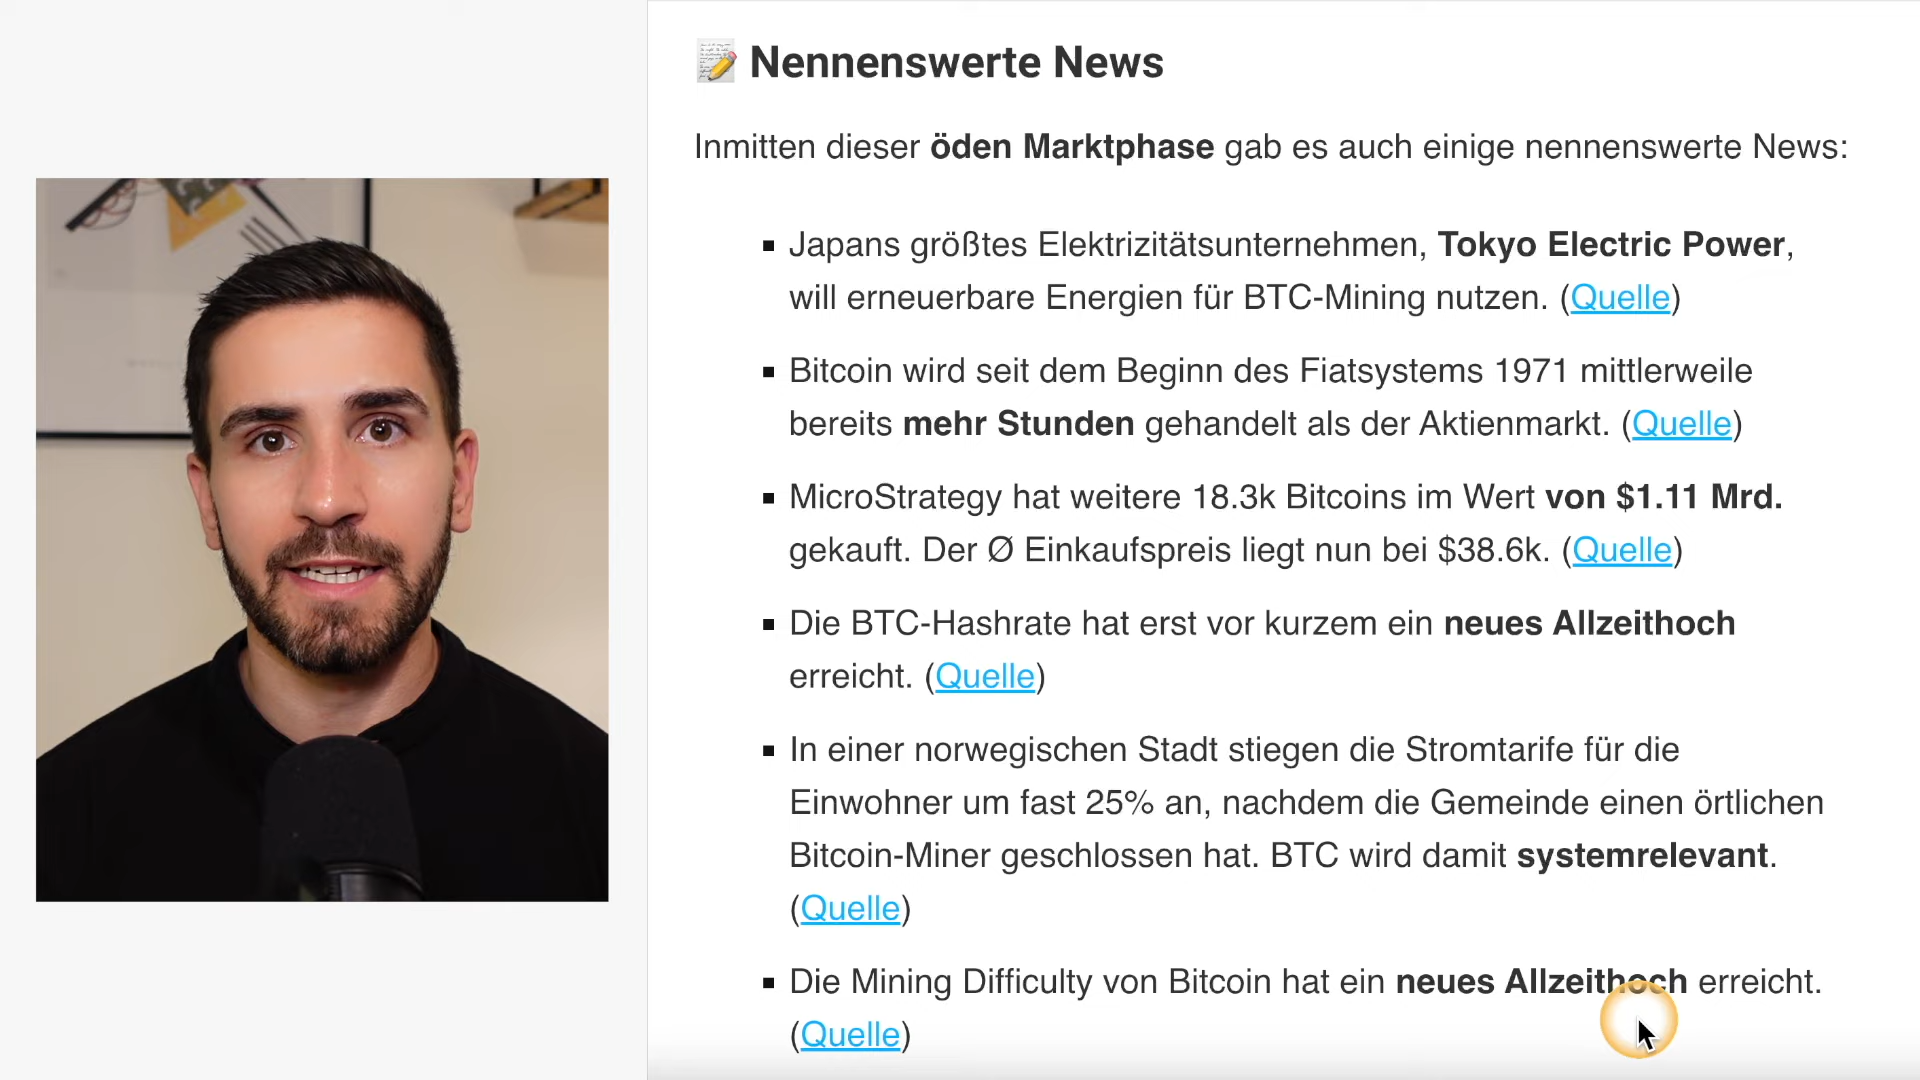 Nennenswerte News
Inmitten dieser öden Marktphase gab es auch einige nennenswerte News:
▪ Japans größtes Elektrizitätsunternehmen, Tokyo Electric Power,
will erneuerbare Energien für BTC-Mining nutzen. (Quelle)
▪ Bitcoin wird seit dem Beginn des Fiatsystems 1971 mittlerweile
bereits mehr Stunden gehandelt als der Aktienmarkt. (Quelle)
▪ MicroStrategy hat weitere 18.3k Bitcoins im Wert von $1.11 Mrd.
gekauft. Der Ø Einkaufspreis liegt nun bei $38.6k. (Quelle)
▪ Die BTC-Hashrate hat erst vor kurzem ein neues Allzeithoch
erreicht. (Quelle)
▪ In einer norwegischen Stadt stiegen die Stromtarife für die
Einwohner um fast 25% an, nachdem die Gemeinde einen örtlichen
Bitcoin-Miner geschlossen hat. BTC wird damit systemrelevant.
(Quelle)
▪ Die Mining Difficulty von Bitcoin hat ein neues Allzeithoch erreicht.
(Quelle)